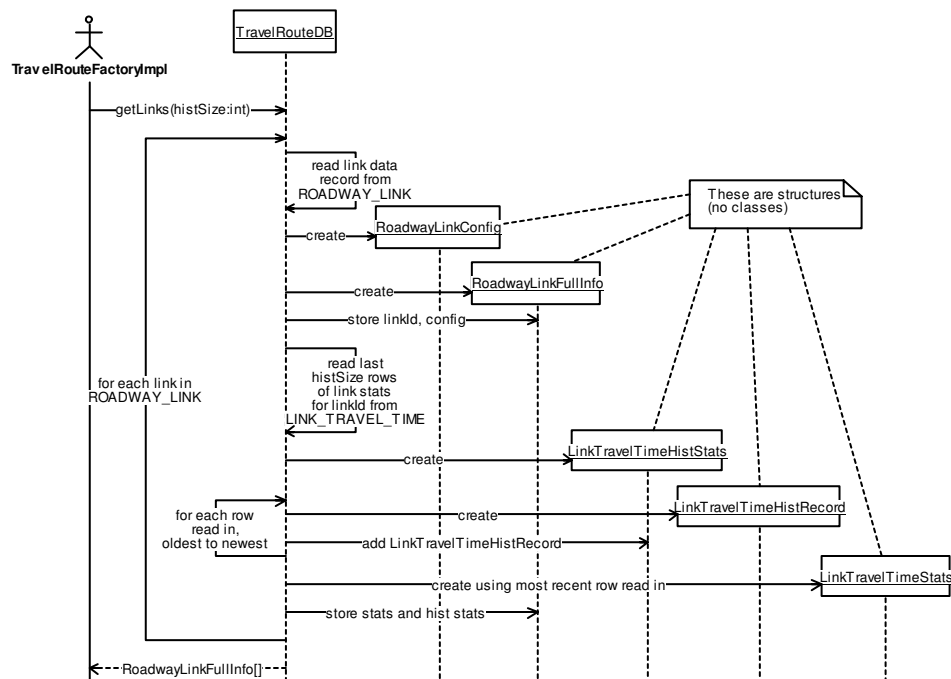 TravelRouteDB
TravelRouteFactoryImpl
getLinks(histSize:int)
read link data
record from
ROADWAY_LINK
These are structures
(no classes)
RoadwayLinkConfig
create
RoadwayLinkFullInfo
create
store linkId, config
read last
histSize rows
of link stats
for linkId from
LINK_TRAVEL_TIME
for each link in
ROADWAY_LINK
LinkTravelTimeHistStats
create
LinkTravelTimeHistRecord
for each row
read in,
oldest to newest
create
add LinkTravelTimeHistRecord
LinkTravelTimeStats
create using most recent row read in
store stats and hist stats
RoadwayLinkFullInfo[]